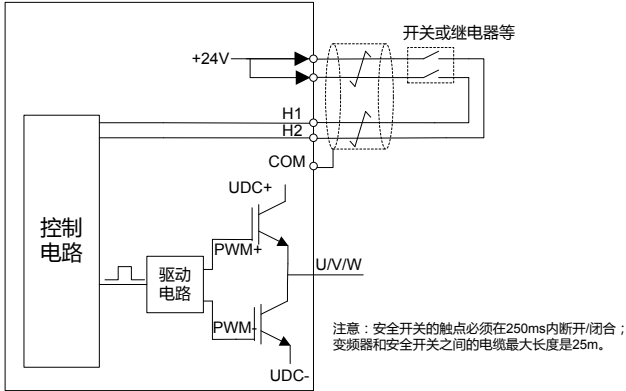 开关或继电器等
+24V
H1
H2
COM
UDC+
控制
电路
PWM+
驱动
电路
U/V/W
PWM-
UDC-
注意：安全开关的触点必须在250ms内断开/闭合；
变频器和安全开关之间的电缆最大长度是25m。